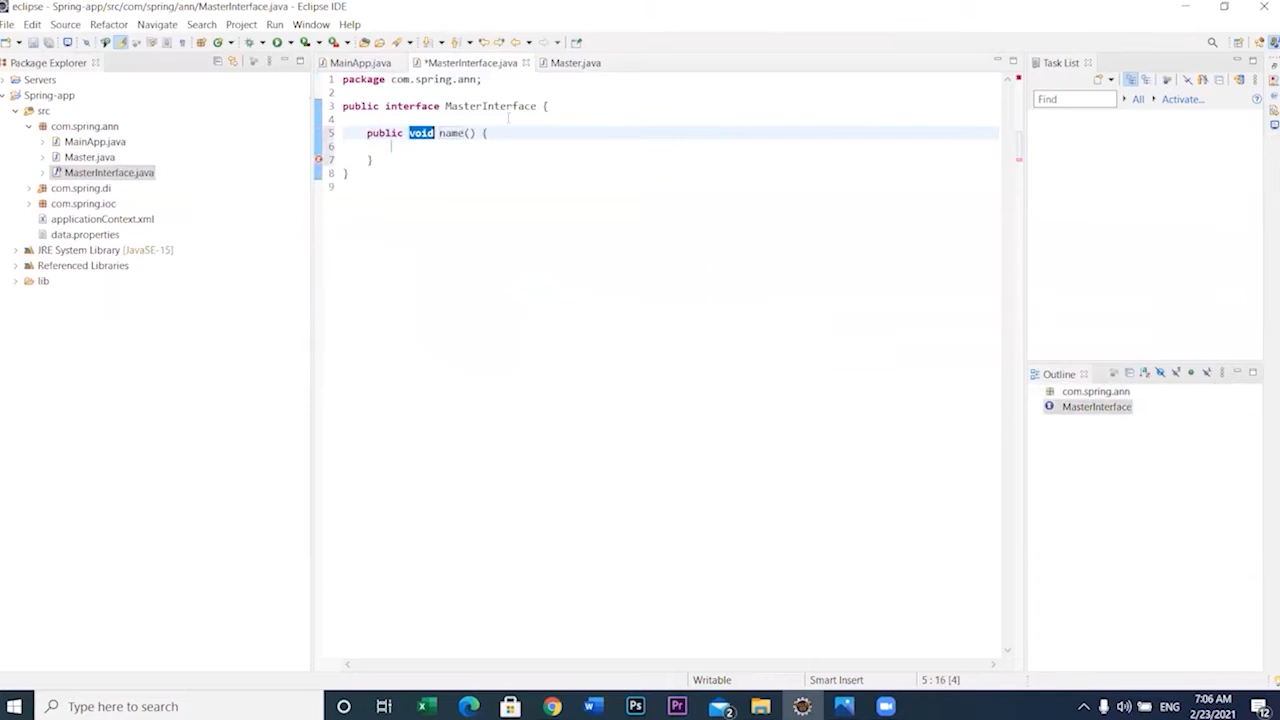 eclipse - Spring-app/src/com/spring/ann/MasterInterface.java - Eclipse IDE
File Edit Source Refactor Navigate Search Project Run Window Help
Package Explorer
MainApp.java *MasterInterface.java Master.java
Task List
Servers
Spring-app
src
com.spring.ann
MainApp.java
Master.java
MasterInterface.java
com.spring.di
com.spring.ioc
applicationContext.xml
data.properties
JRE System Library [JavaSE-15]
Referenced Libraries
lib
1 package com.spring.ann;
2
3 public interface MasterInterface {
4
5 public void name() {
6
7 }
8 }
9
Find All Activate...
Outline
com.spring.ann
MasterInterface
Writable Smart Insert 5 : 16 [4]
Type here to search
2
ENG
7:06 AM
2/23/2021
12